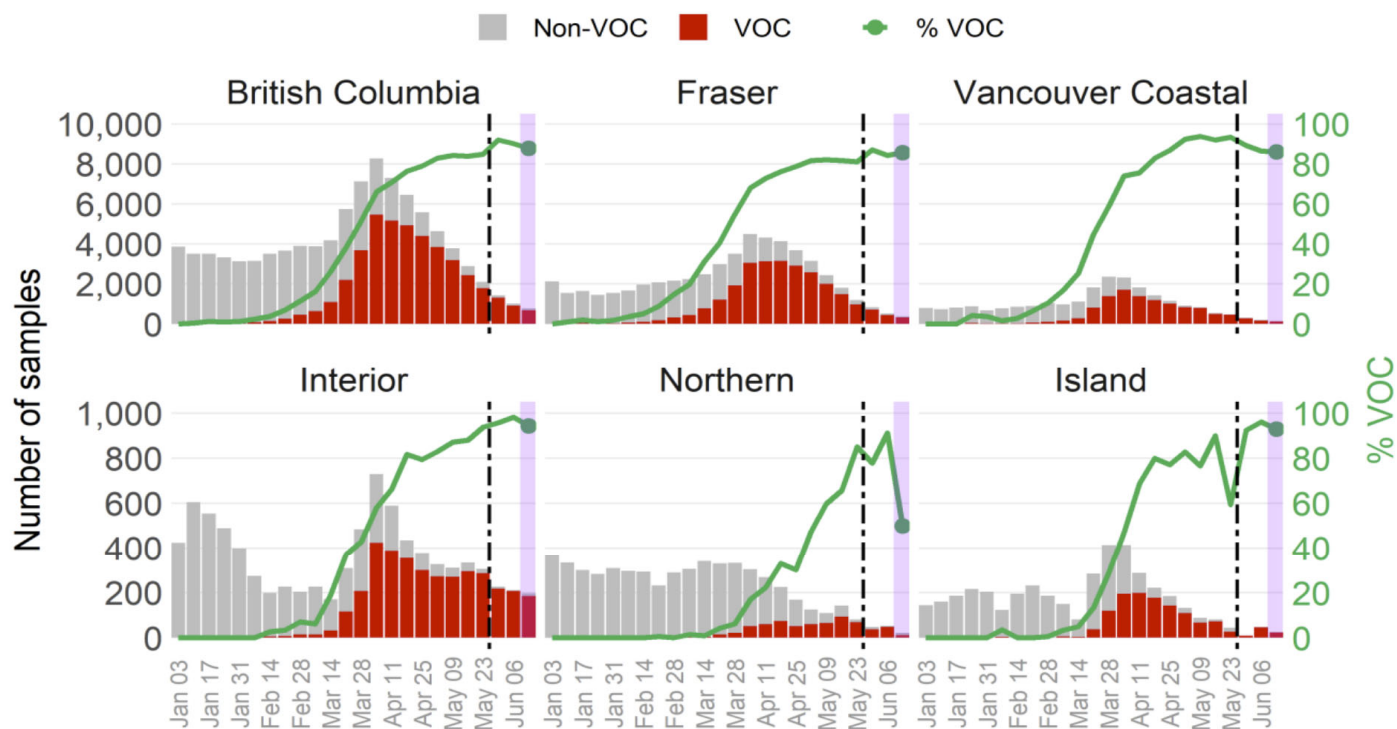 Non-VOC VOC % VOC
British Columbia Fraser Vancouver Coastal
10,000 100
8,000 80
6,000 60
4,000 40
2,000 20
0 0
Interior Northern Island
1,000 100
800 80
600 60
400 40
200 20
0 0
Number of samples
% VOC
Jan 03 Jan 17 Jan 31 Feb 14 Feb 28 Mar 14 Mar 28 Apr 11 Apr 25 May 09 May 23 Jun 06
Jan 03 Jan 17 Jan 31 Feb 14 Feb 28 Mar 14 Mar 28 Apr 11 Apr 25 May 09 May 23 Jun 06
Jan 03 Jan 17 Jan 31 Feb 14 Feb 28 Mar 14 Mar 28 Apr 11 Apr 25 May 09 May 23 Jun 06